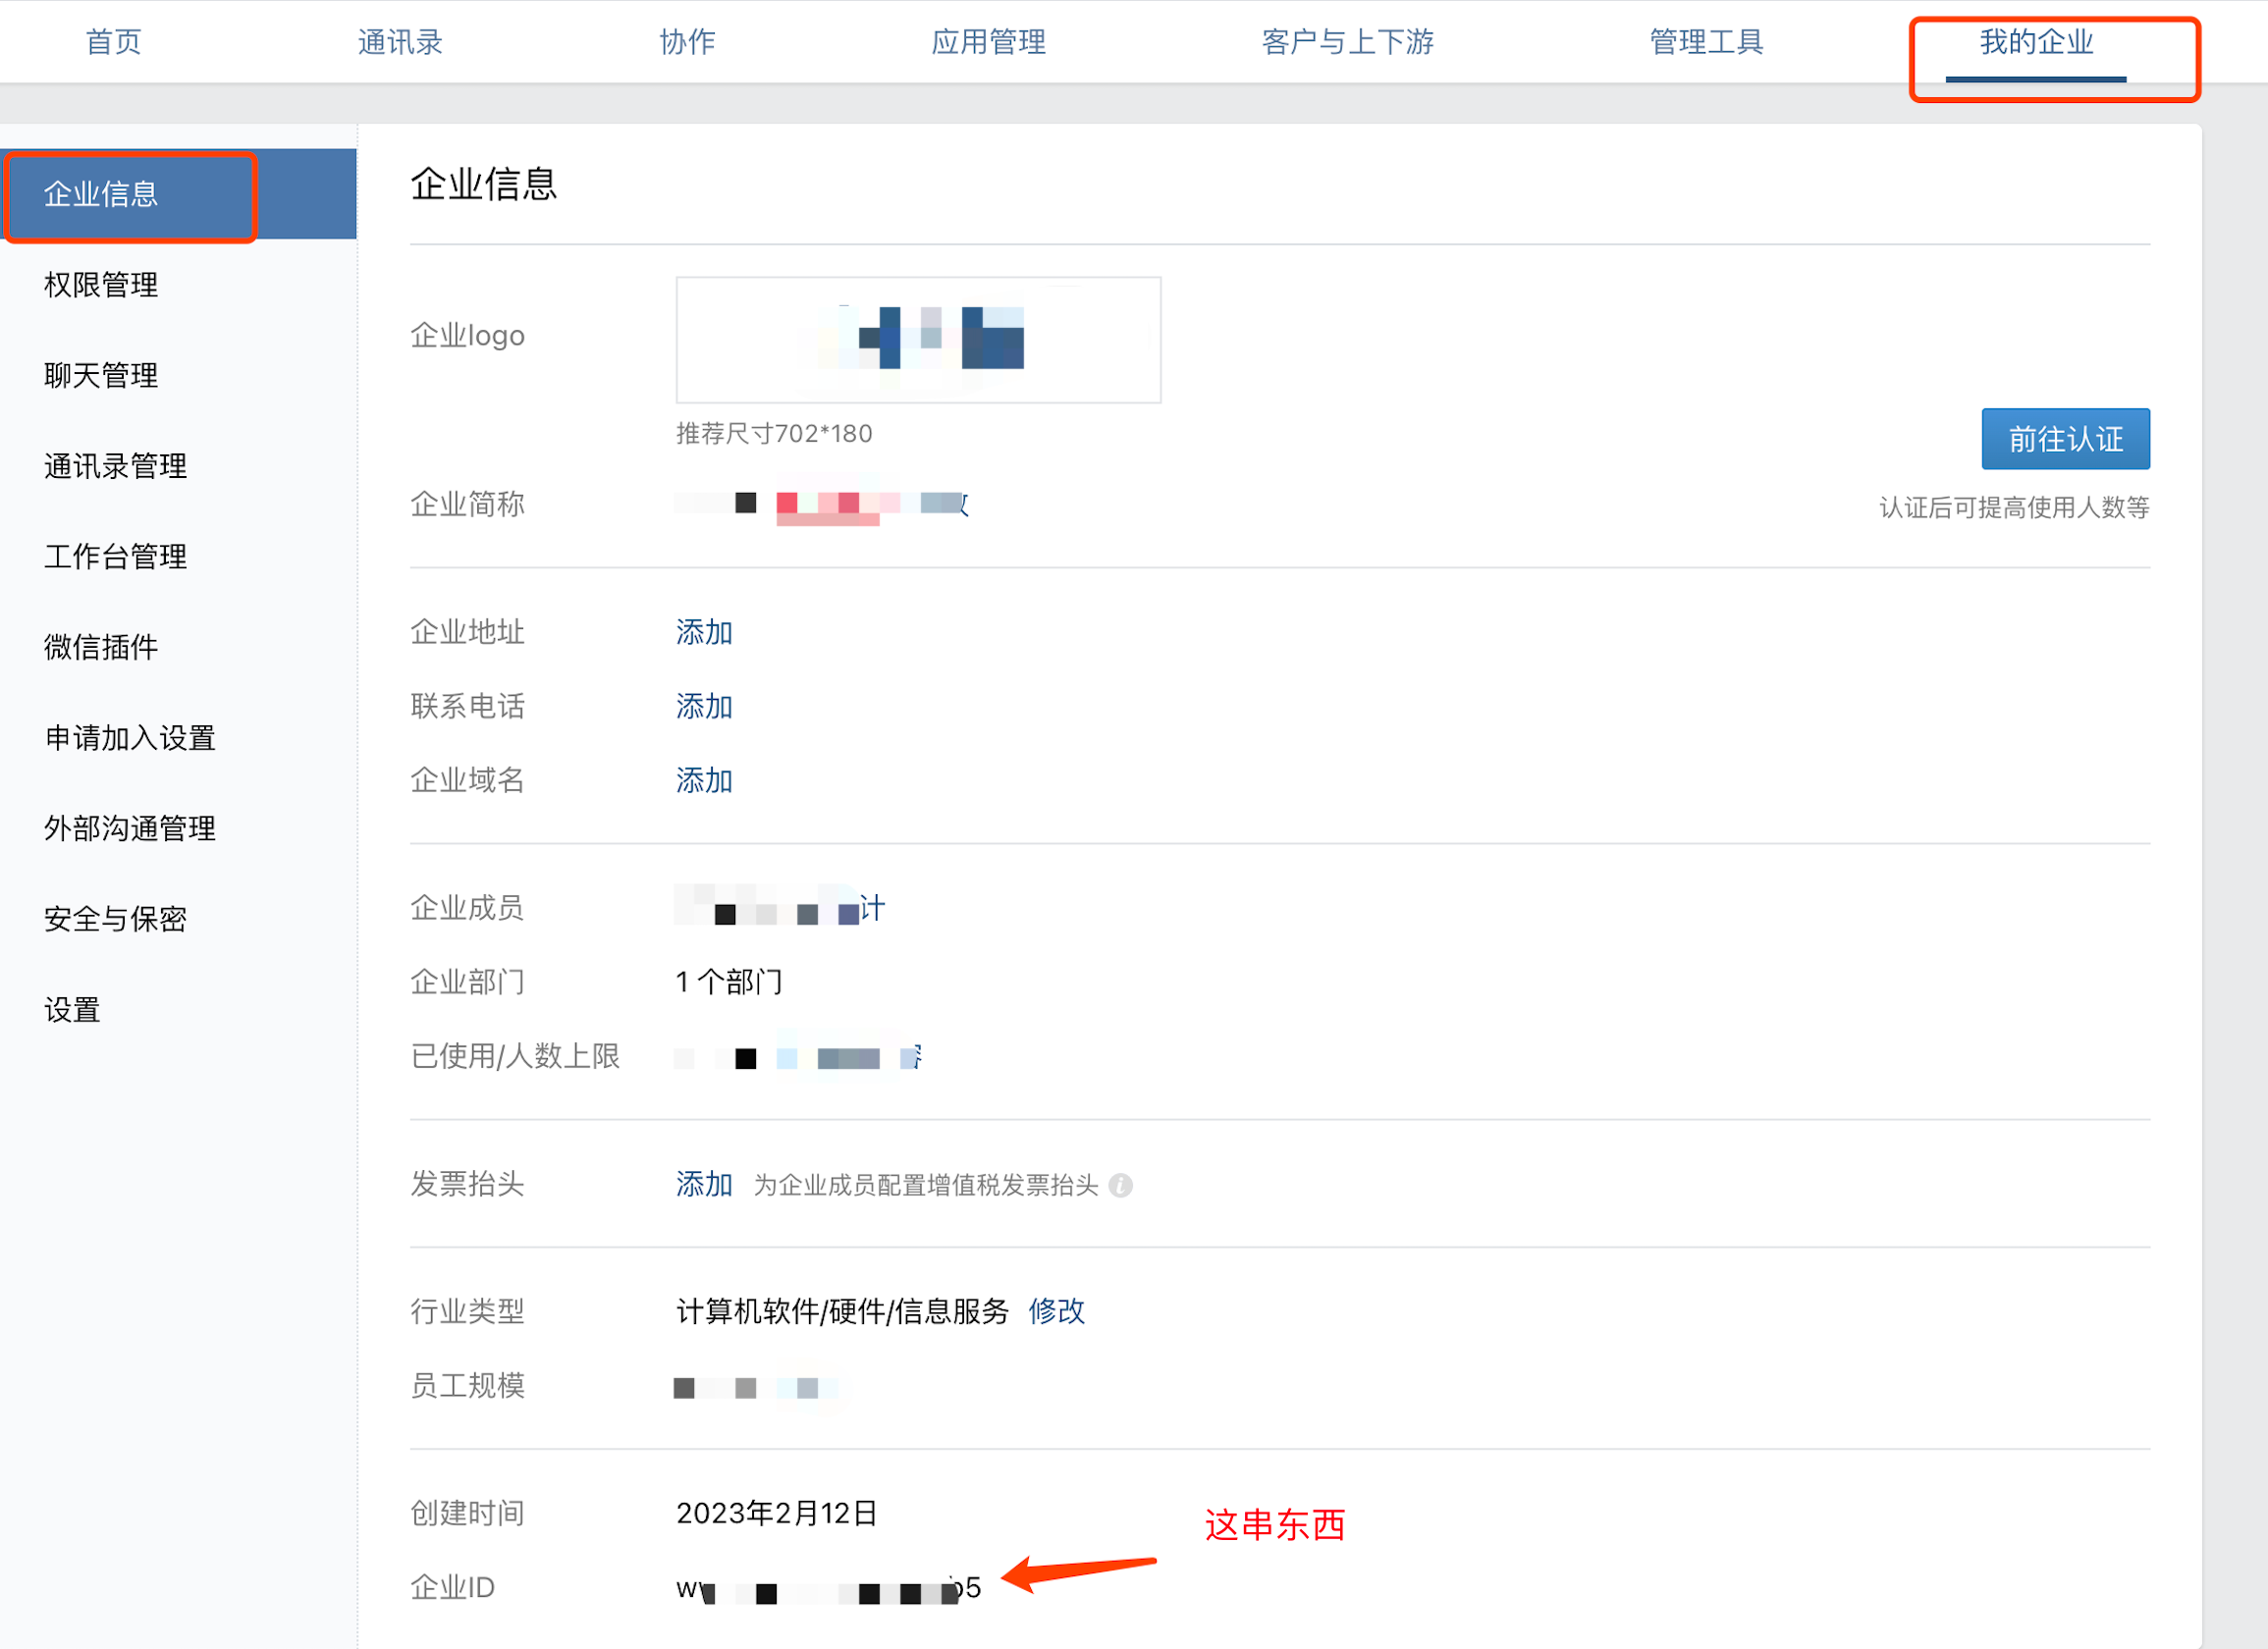 首页 通讯录 协作 应用管理 客户与上下游 管理工具 我的企业
企业信息
权限管理
聊天管理
通讯录管理
工作台管理
微信插件
申请加入设置
外部沟通管理
安全与保密
设置
企业信息
企业logo
推荐尺寸702*180
前往认证
企业简称
认证后可提高使用人数等
企业地址 添加
联系电话 添加
企业域名 添加
企业成员 计
企业部门 1 个部门
已使用/人数上限
发票抬头 添加 为企业成员配置增值税发票抬头
行业类型 计算机软件/硬件/信息服务 修改
员工规模
创建时间 2023年2月12日
这串东西
企业ID